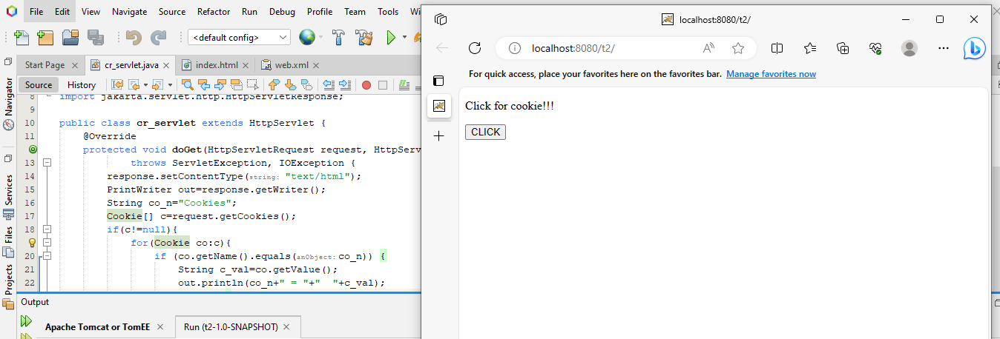 File Edit View Navigate Source Refactor Run Debug Profile Team Tools Wi
<default config>
Start Page cr_servlet.java index.html web.xml
Source History
Navigator
Services
Files
Projects
8 import jakarta.servlet.http.HttpServletResponse;
9
10 public class cr_servlet extends HttpServlet {
11 @Override
protected void doGet(HttpServletRequest request, HttpServ
13 throws ServletException, IOException {
14 response.setContentType(string: "text/html");
15 PrintWriter out=response.getWriter();
16 String co_n="Cookies";
17 Cookie[] c=request.getCookies();
18 if(c!=null){
for(Cookie co:c){
20 if (co.getName().equals(anObject: co_n)) {
21 String c_val=co.getValue();
22 out.println(co_n+" = "+"  "+c_val);
Output
Apache Tomcat or TomEE Run (t2-1.0-SNAPSHOT)
localhost:8080/t2/
localhost:8080/t2/
For quick access, place your favorites here on the favorites bar. Manage favorites now
Click for cookie!!!
CLICK